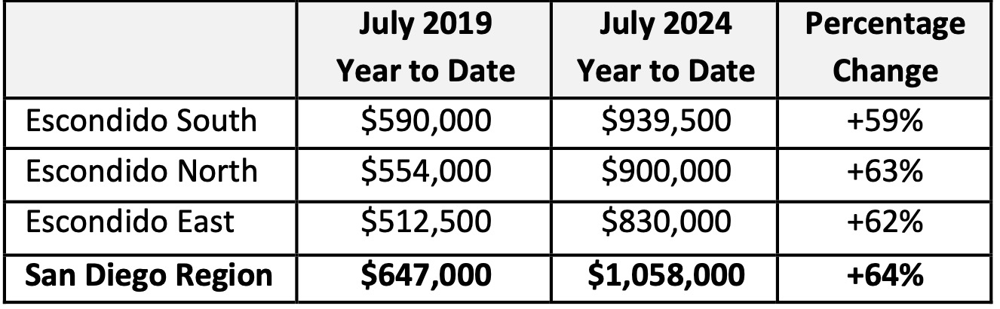 July 2019 July 2024 Percentage
Year to Date Year to Date Change
Escondido South $590,000 $939,500 +59%
Escondido North $554,000 $900,000 +63%
Escondido East $512,500 $830,000 +62%
San Diego Region $647,000 $1,058,000 +64%